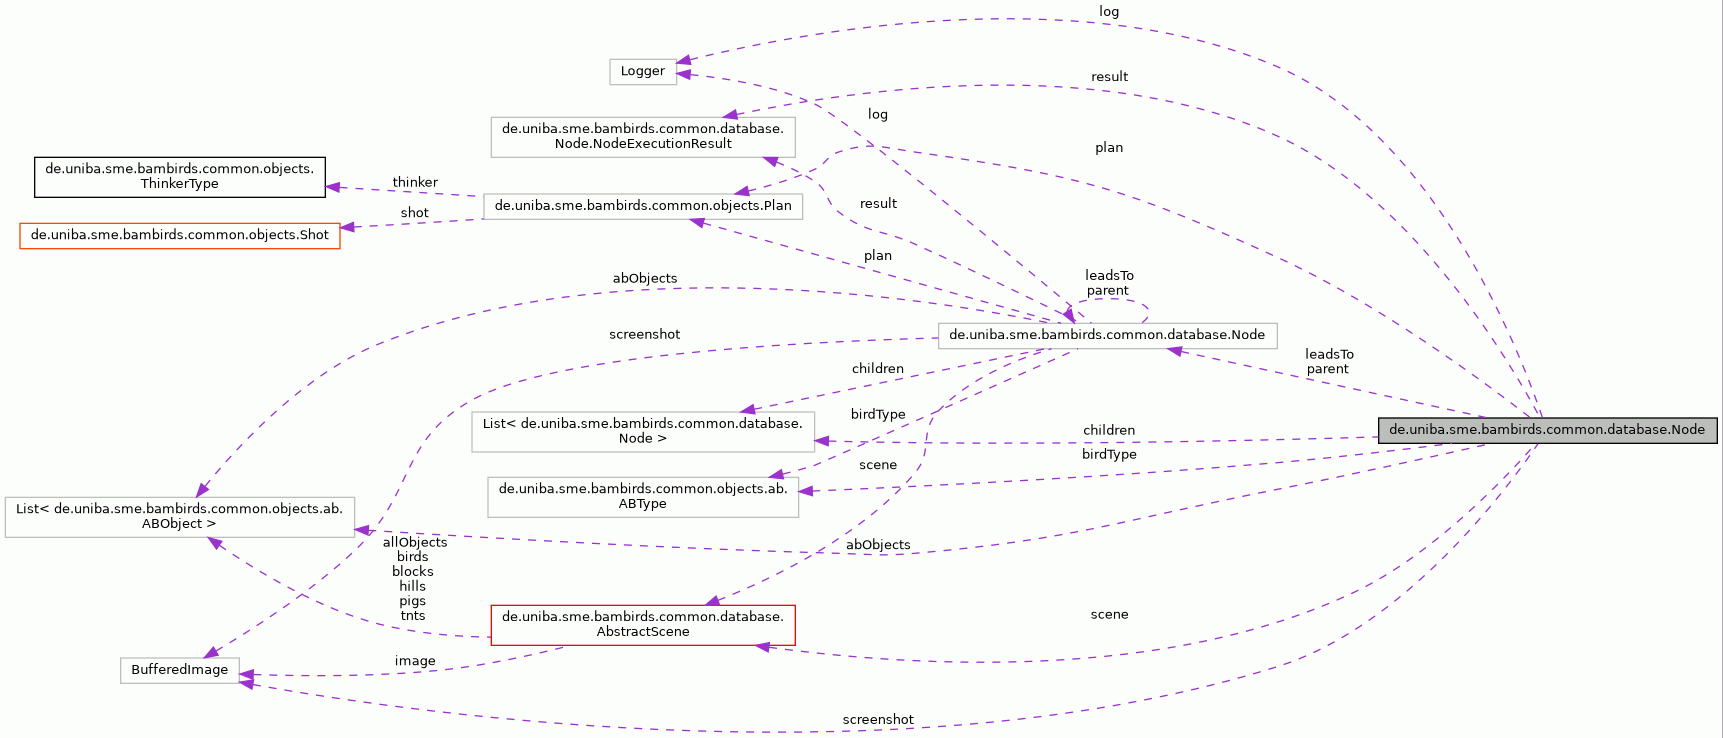 log
Logger
result
log
de.uniba.sme.bambirds.common.database.
Node.NodeExecutionResult
plan
de.uniba.sme.bambirds.common.objects.
ThinkerType
thinker
de.uniba.sme.bambirds.common.objects.Plan
result
shot
de.uniba.sme.bambirds.common.objects.Shot
plan
abObjects
leadsTo
parent
screenshot
de.uniba.sme.bambirds.common.database.Node
leadsTo
parent
children
birdType
List< de.uniba.sme.bambirds.common.database.
Node >
children
de.uniba.sme.bambirds.common.database.Node
birdType
scene
de.uniba.sme.bambirds.common.objects.ab.
ABType
List< de.uniba.sme.bambirds.common.objects.ab.
ABObject >
allObjects
birds
blocks
hills
pigs
tnts
abObjects
de.uniba.sme.bambirds.common.database.
AbstractScene
scene
image
BufferedImage
screenshot